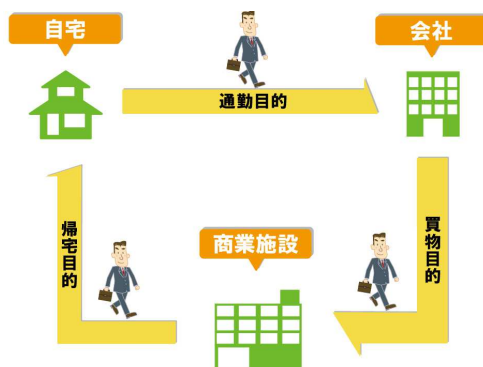 自宅
会社
通勤目的
帰宅目的
商業施設
買物目的